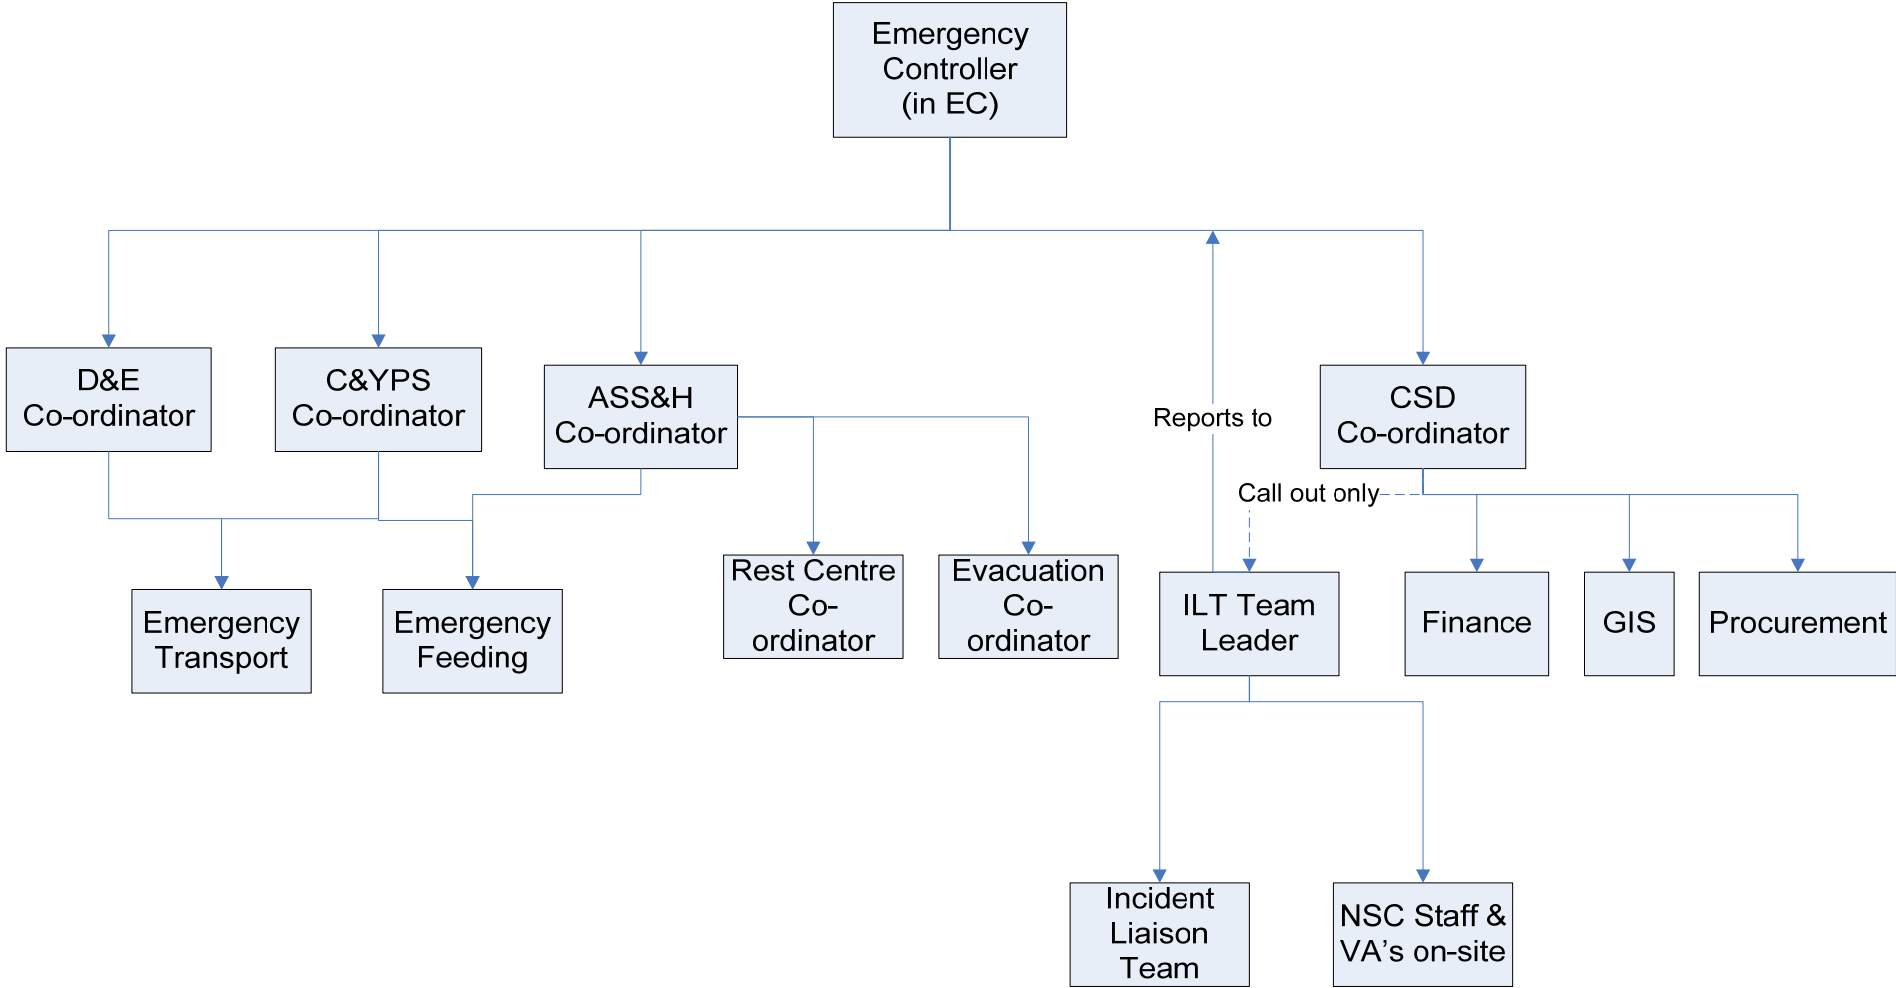 Emergency
Controller
(in EC)
D&E
Co-ordinator
C&YPS
Co-ordinator
ASS&H
Co-ordinator
Reports to
CSD
Co-ordinator
Call out only
Emergency
Transport
Emergency
Feeding
Rest Centre
Co-
ordinator
Evacuation
Co-
ordinator
ILT Team
Leader
Finance
GIS
Procurement
Incident
Liaison
Team
NSC Staff &
VA's on-site